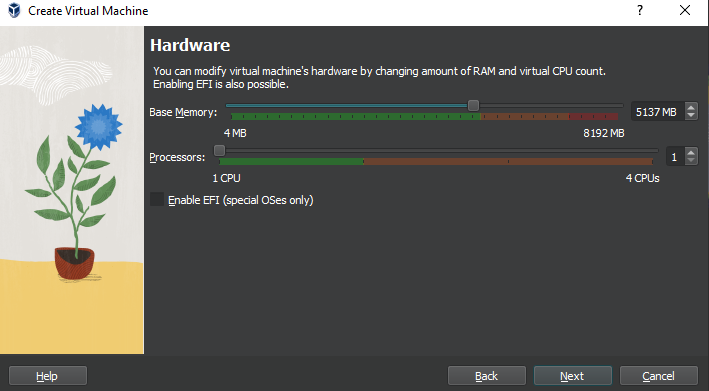 Create Virtual Machine
Hardware
You can modify virtual machine's hardware by changing amount of RAM and virtual CPU count.
Enabling EFI is also possible.
Base Memory: 5137 MB
4 MB 8192 MB
Processors: 1
1 CPU 4 CPUs
Enable EFI (special OSes only)
Help Back Next Cancel